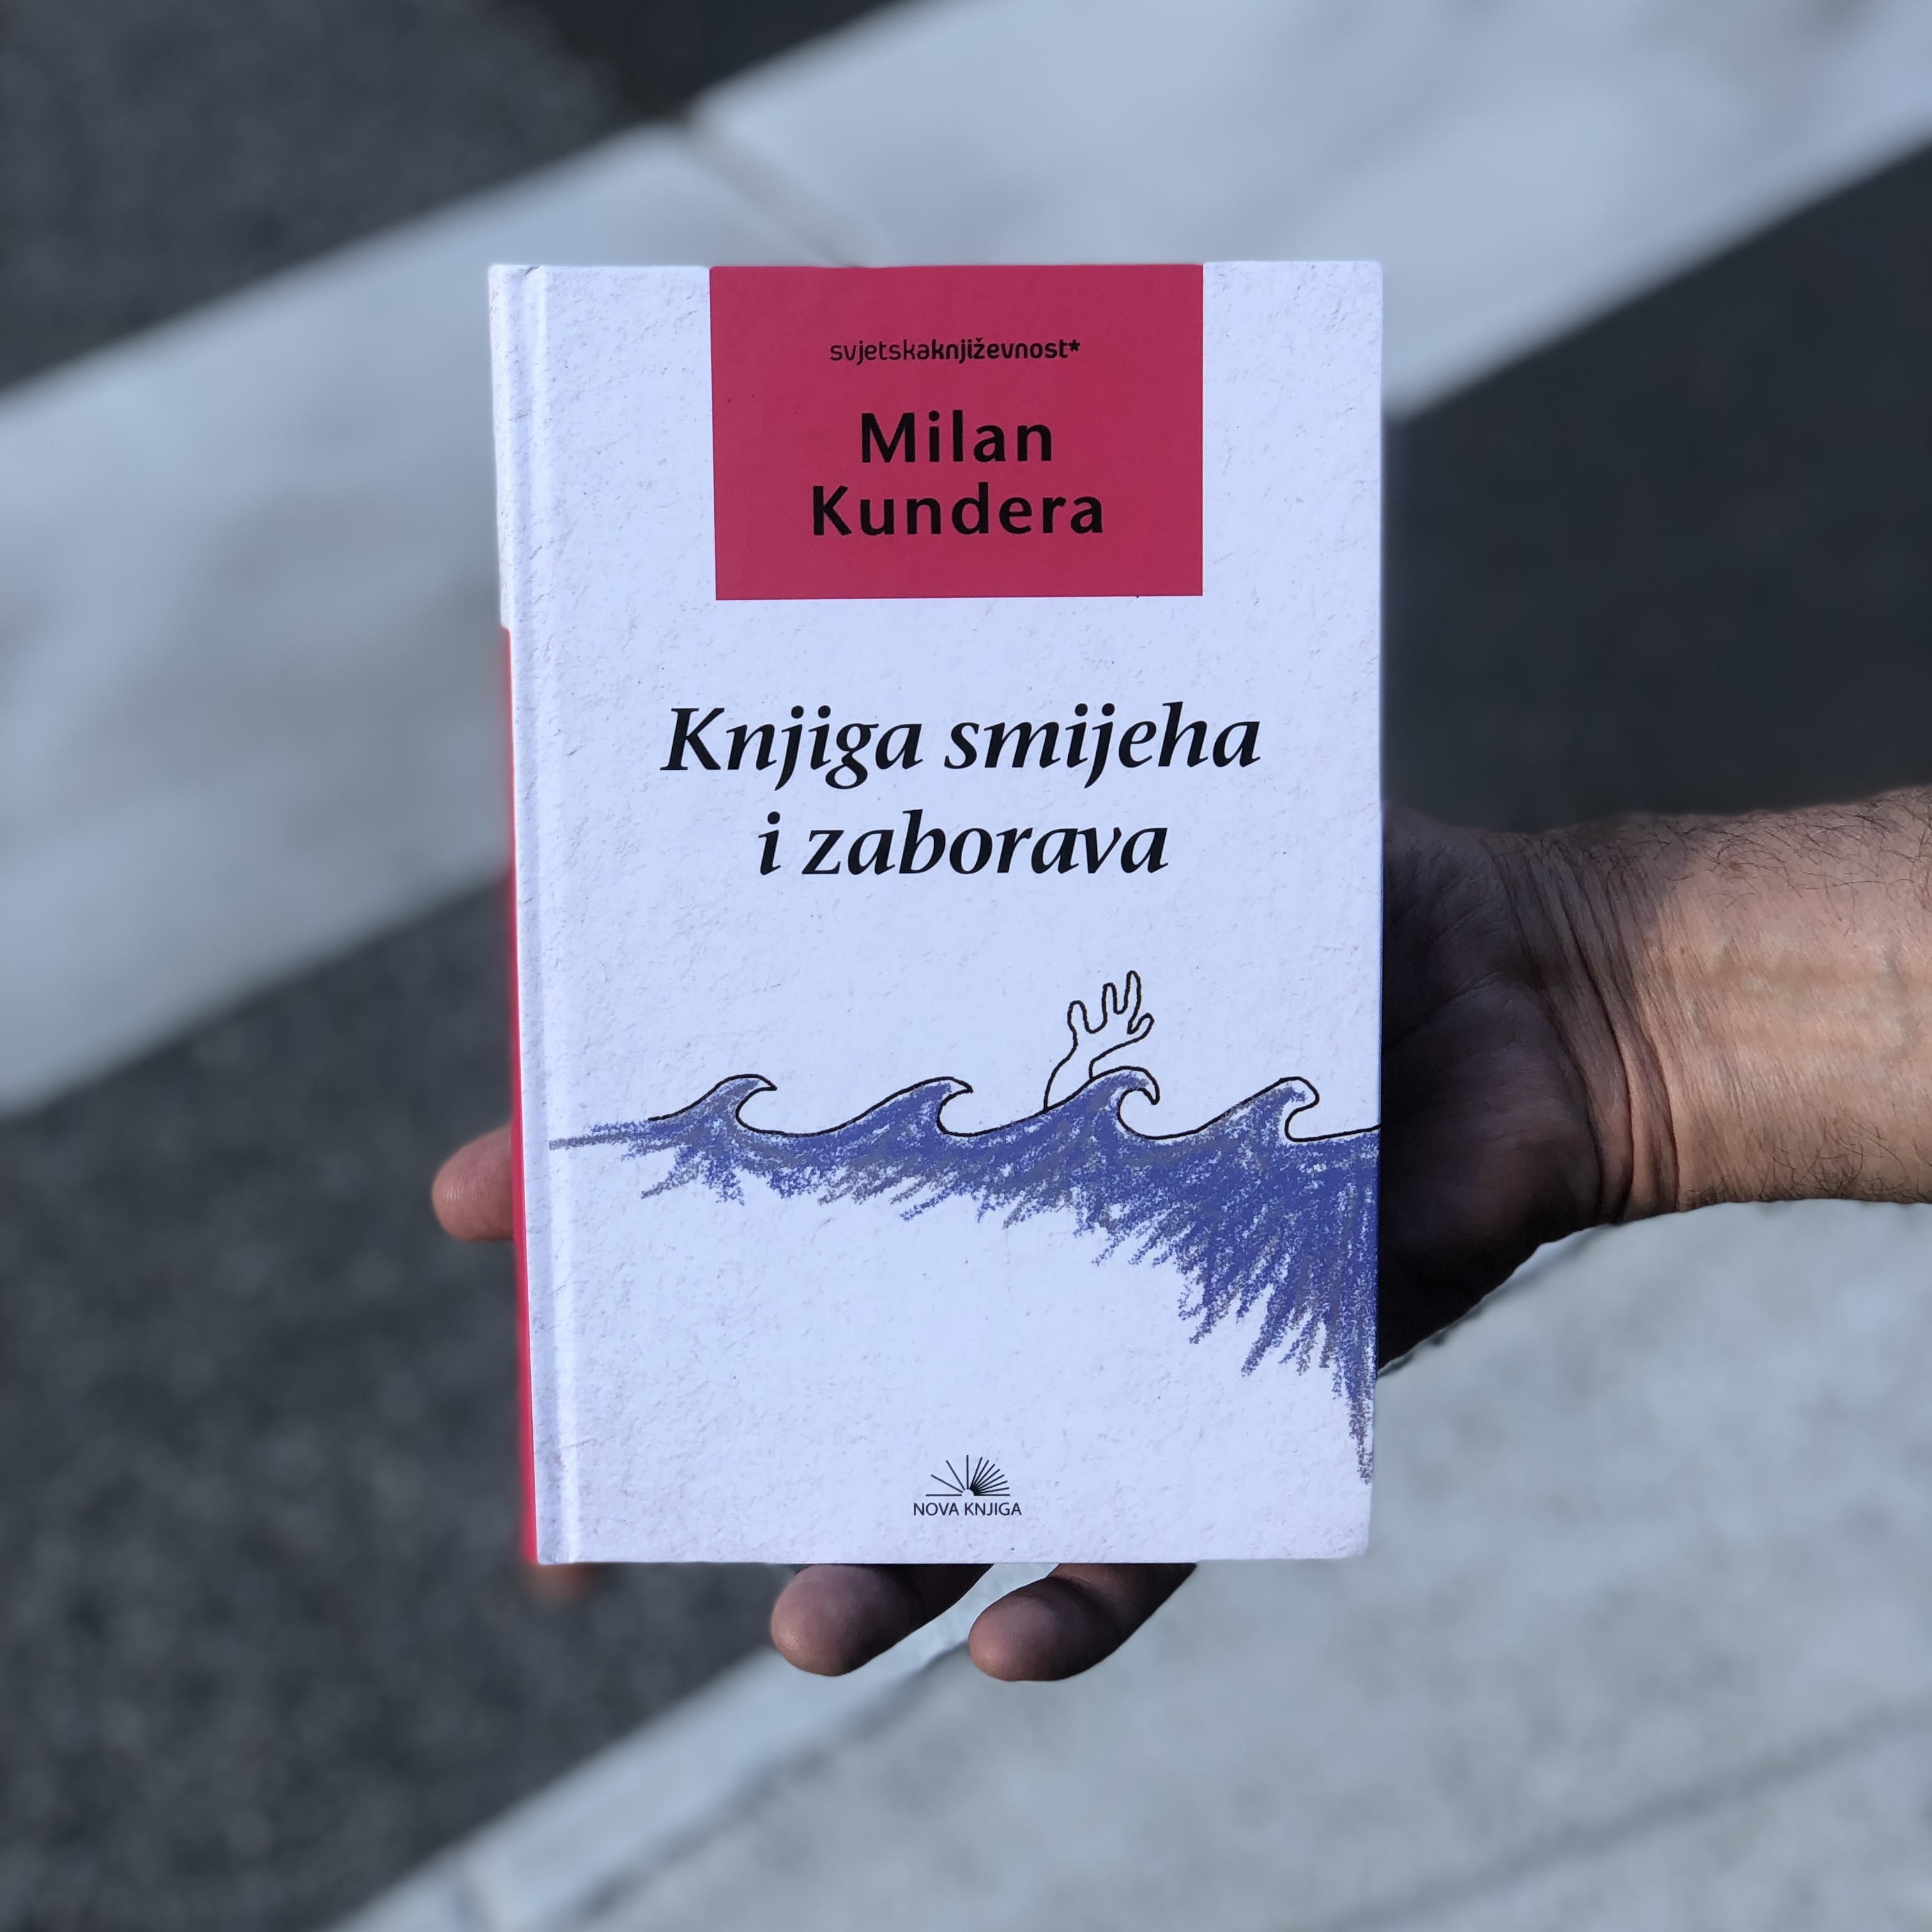 svjetskaknjiževnost*
Milan
Kundera
Knjiga smijeha
i zaborava
NOVA KNJIGA